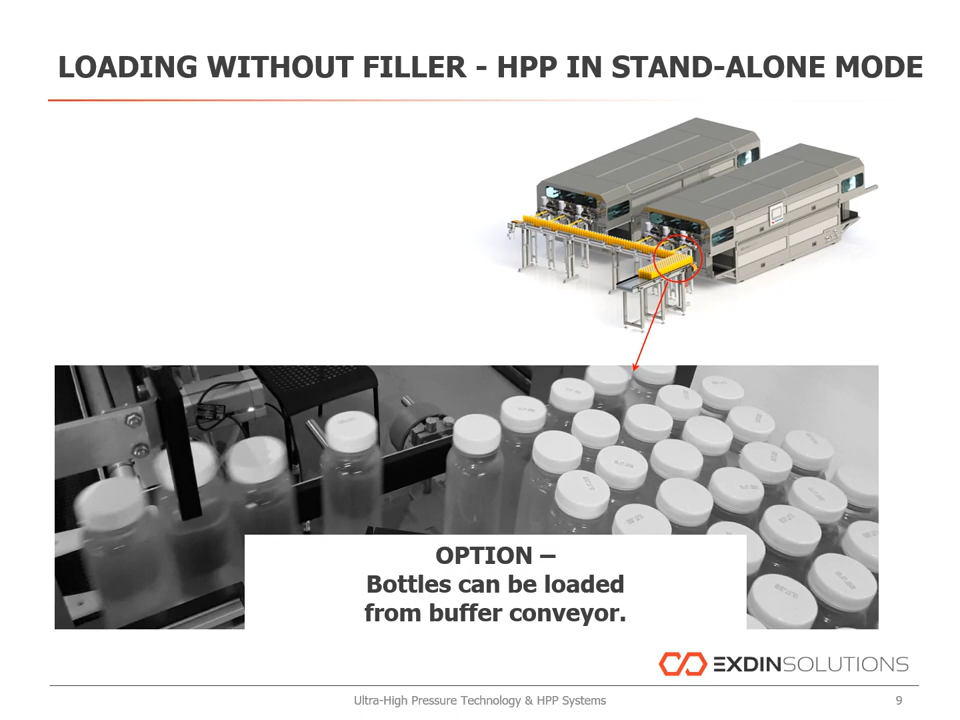 LOADING WITHOUT FILLER - HPP IN STAND-ALONE MODE
OPTION –
Bottles can be loaded
from buffer conveyor.
EXDINSOLUTIONS
Ultra-High Pressure Technology & HPP Systems
9